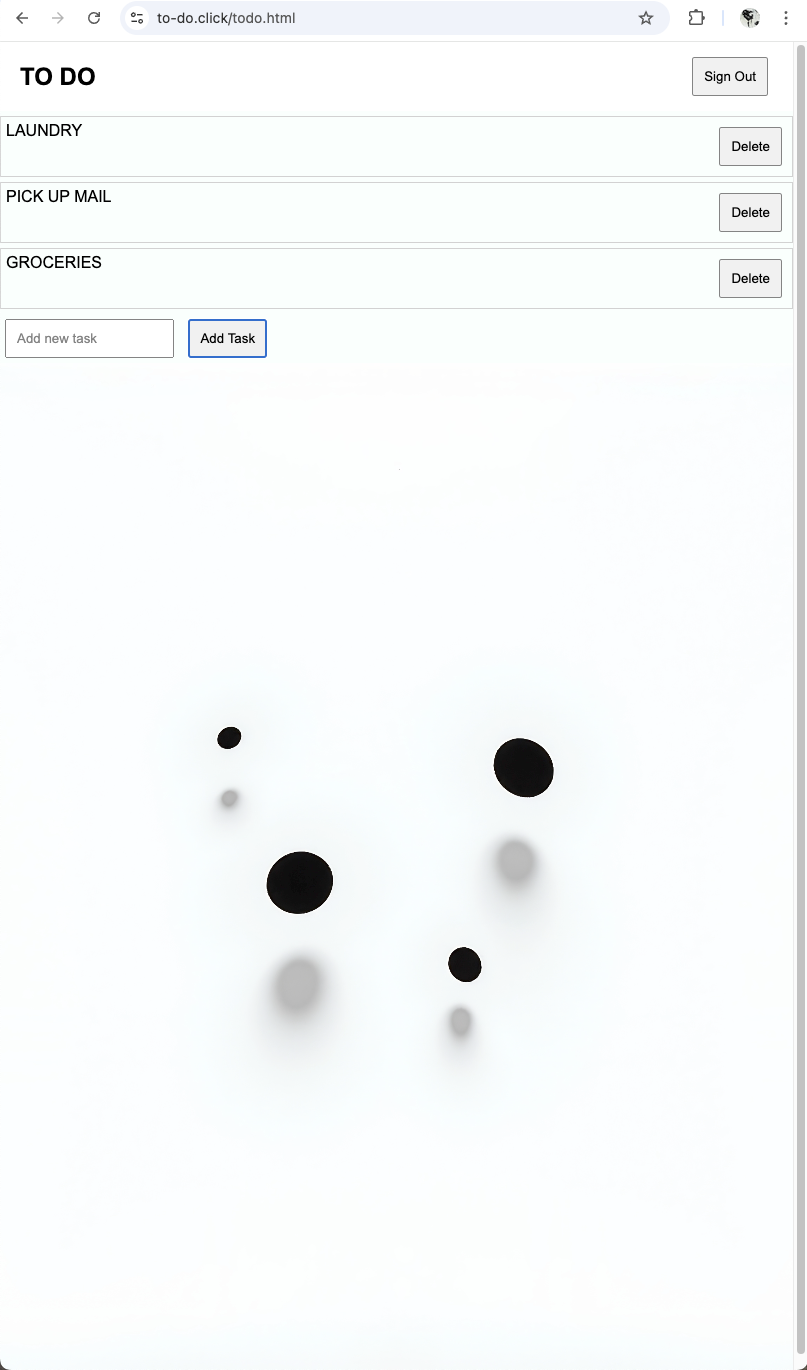 to-do.click/todo.html
TO DO
Sign Out
LAUNDRY
Delete
PICK UP MAIL
Delete
GROCERIES
Delete
Add new task
Add Task